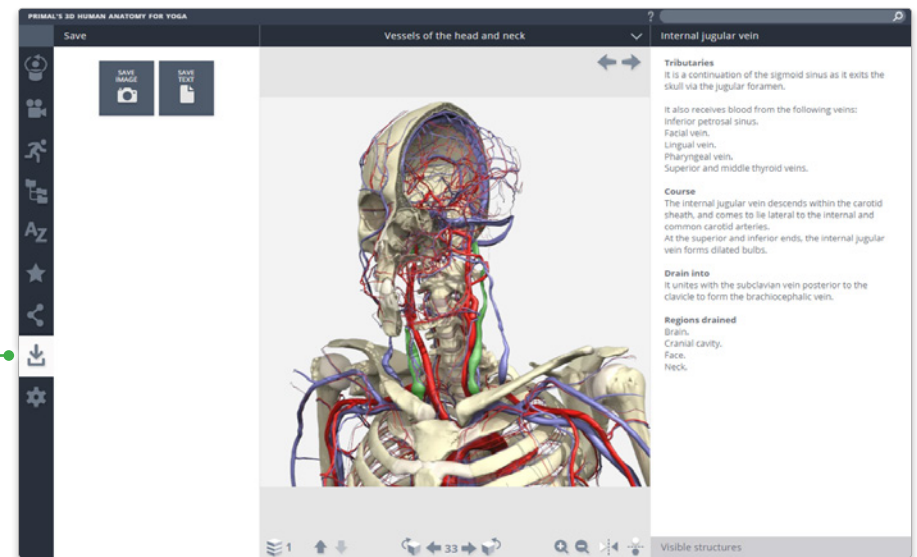 PRIMAL'S 3D HUMAN ANATOMY FOR YOGA
?
Save
Vessels of the head and neck
Internal jugular vein
SAVE
IMAGE
SAVE
TEXT
AZ
Tributaries
It is a continuation of the sigmoid sinus as it exits the
skull via the jugular foramen.
It also receives blood from the following veins:
Inferior petrosal sinus.
Facial vein.
Lingual vein.
Pharyngeal vein.
Superior and middle thyroid veins.
Course
The internal jugular vein descends within the carotid
sheath, and comes to lie lateral to the internal and
common carotid arteries.
At the superior and inferior ends, the internal jugular
vein forms dilated bulbs.
Drain into
It unites with the subclavian vein posterior to the
clavicle to form the brachiocephalic vein.
Regions drained
Brain.
Cranial cavity.
Face.
Neck.
1
33
Visible structures